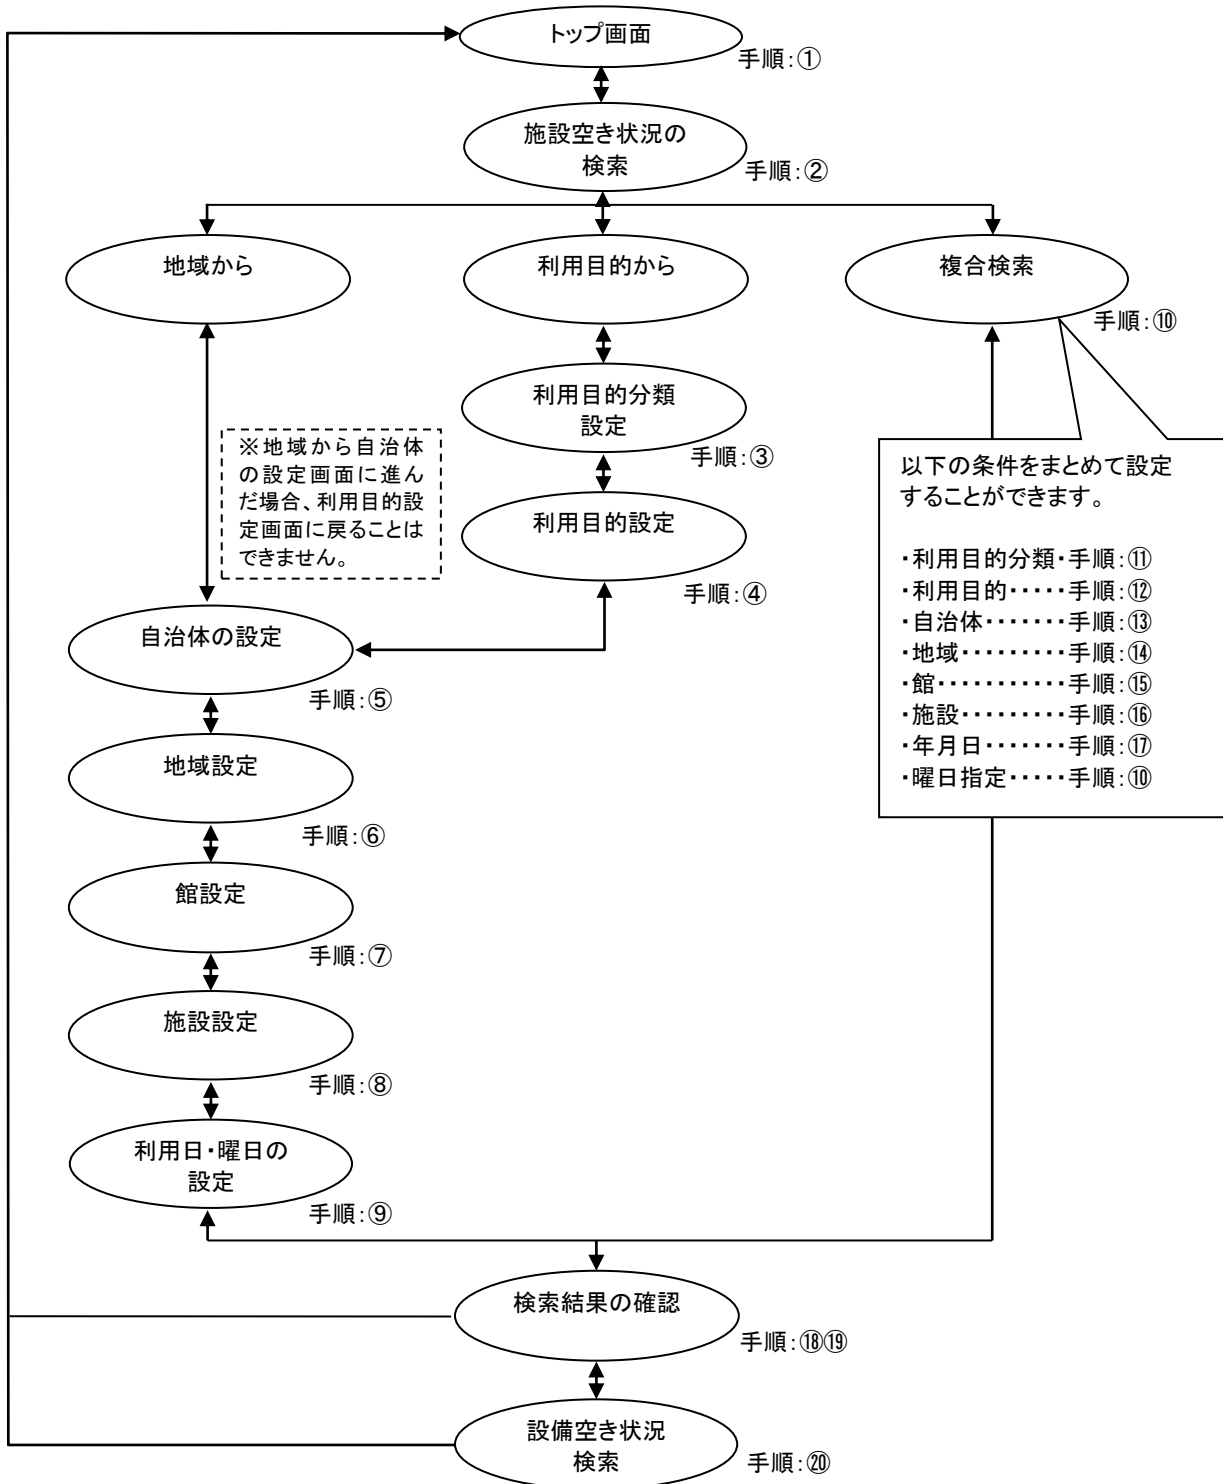 トップ画面
手順：①
施設空き状況の
検索
手順：②
地域から
利用目的から
複合検索
手順：⑩
利用目的分類
設定
手順：③
※地域から自治体
の設定画面に進ん
だ場合、利用目的設
定画面に戻ることは
できません。
利用目的設定
手順：④
以下の条件をまとめて設定
することができます。
・利用目的分類・手順：⑪
・利用目的・・・・・手順：⑫
・自治体・・・・・・・手順：⑬
・地域・・・・・・・・・手順：⑭
・館・・・・・・・・・・・手順：⑮
・施設・・・・・・・・・手順：⑯
・年月日・・・・・・・手順：⑰
・曜日指定・・・・・手順：⑩
自治体の設定
手順：⑤
地域設定
手順：⑥
館設定
手順：⑦
施設設定
手順：⑧
利用日・曜日の
設定
手順：⑨
検索結果の確認
手順：⑱⑲
設備空き状況
検索
手順：⑳